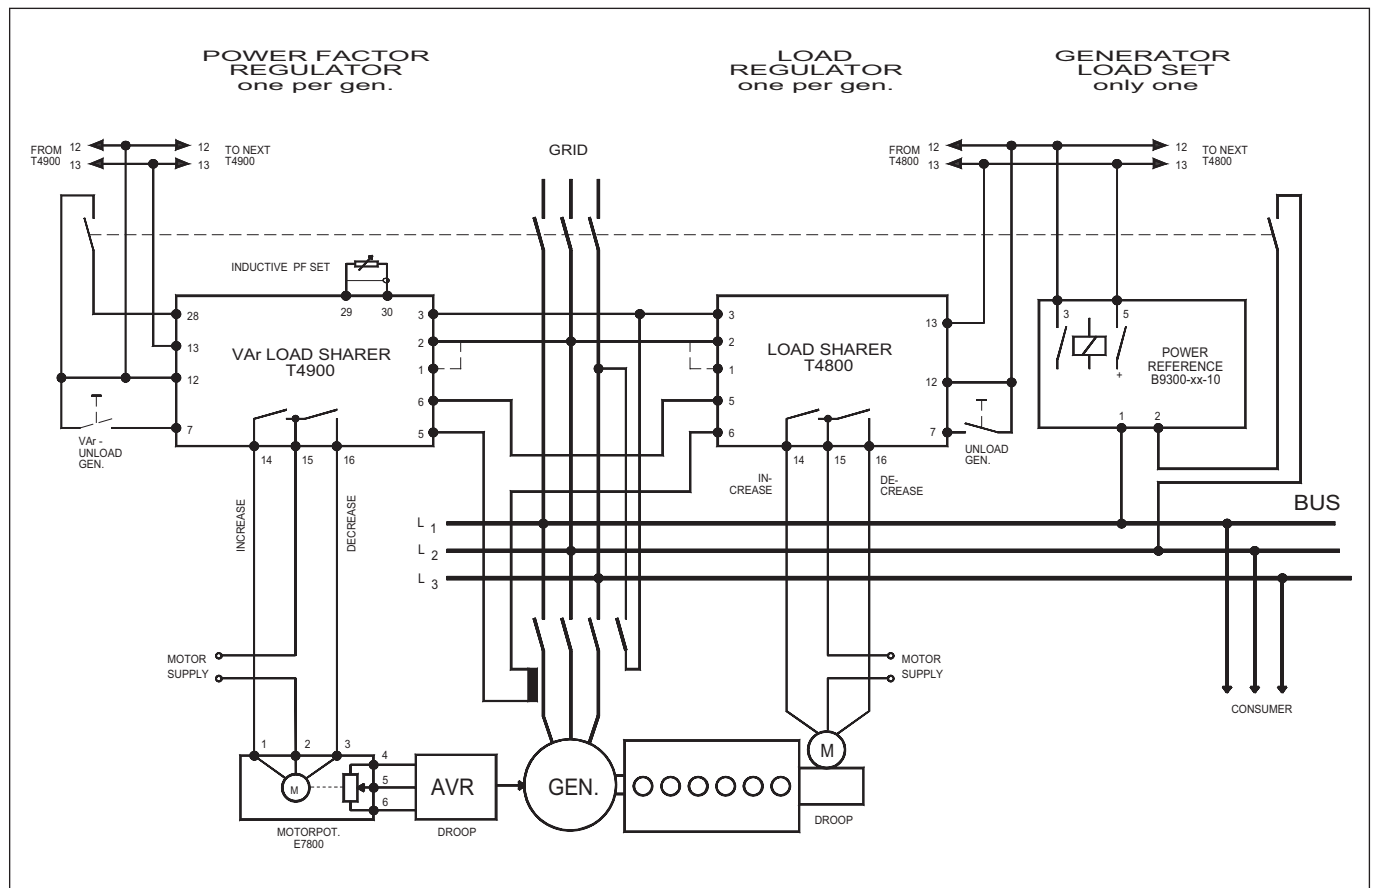 POWER FACTOR
REGULATOR
one per gen.
LOAD
REGULATOR
one per gen.
GENERATOR
LOAD SET
only one
FROM
T4900
12
13
12
13
TO NEXT
T4900
GRID
FROM
T4800
12
13
12
13
TO NEXT
T4800
INDUCTIVE PF SET
29
30
28
13
12
7
VAr LOAD SHARER
T4900
3
2
1
6
5
14
15
16
VAr -
UNLOAD
GEN.
3
2
1
5
6
LOAD SHARER
T4800
13
12
7
14
15
16
UNLOAD
GEN.
3
5
+
POWER
REFERENCE
B9300-xx-10
1
2
INCREASE
DECREASE
IN-
CREASE
DE-
CREASE
BUS
L 1
L 2
L 3
MOTOR
SUPPLY
MOTOR
SUPPLY
CONSUMER
1
2
3
4
5
6
M
AVR
GEN.
M
MOTORPOT.
E7800
DROOP
DROOP